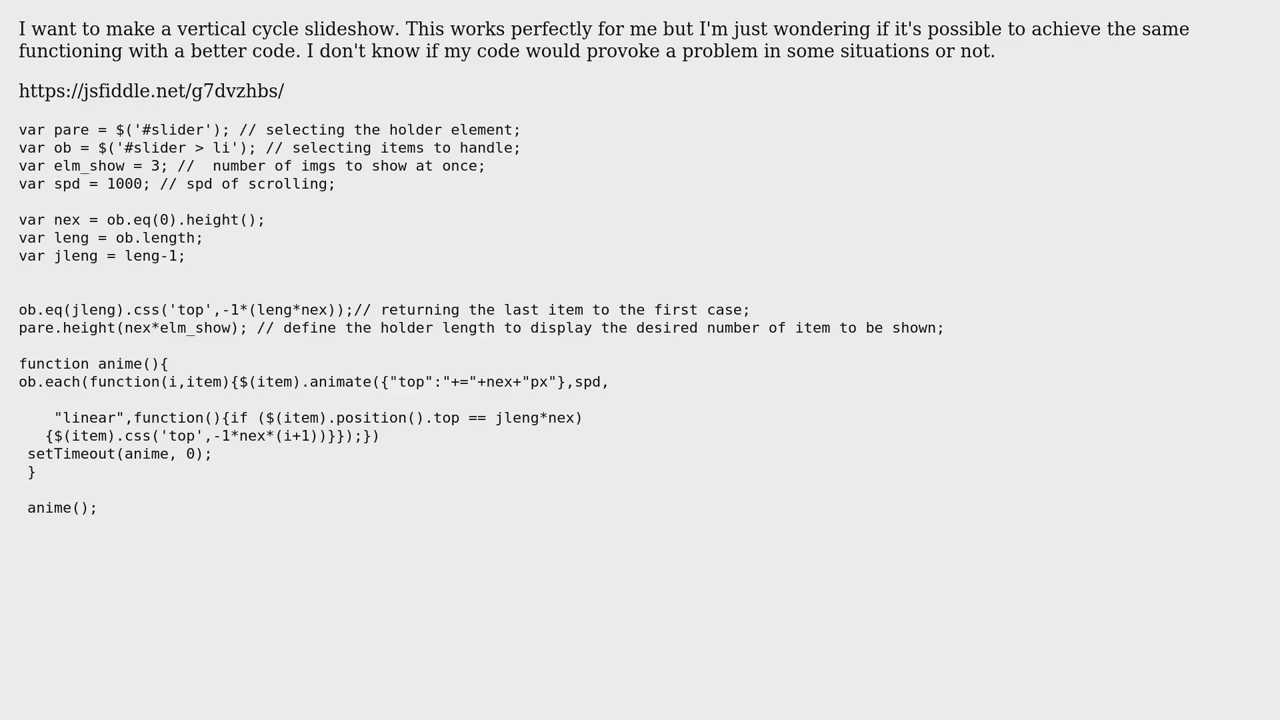 I want to make a vertical cycle slideshow. This works perfectly for me but I'm just wondering if it's possible to achieve the same
functioning with a better code. I don't know if my code would provoke a problem in some situations or not.
https://jsfiddle.net/g7dvzhbs/
var pare = $('#slider'); // selecting the holder element;
var ob = $('#slider > li'); // selecting items to handle;
var elm_show = 3; //  number of imgs to show at once;
var spd = 1000; // spd of scrolling;
var nex = ob.eq(0).height();
var leng = ob.length;
var jleng = leng-1;
ob.eq(jleng).css('top',-1*(leng*nex));// returning the last item to the first case;
pare.height(nex*elm_show); // define the holder length to display the desired number of item to be shown;
function anime(){
ob.each(function(i,item){$(item).animate({"top":"+="+nex+"px"},spd,
    "linear",function(){if ($(item).position().top == jleng*nex)
   {$(item).css('top',-1*nex*(i+1))}});})
 setTimeout(anime, 0);
 }
 anime();